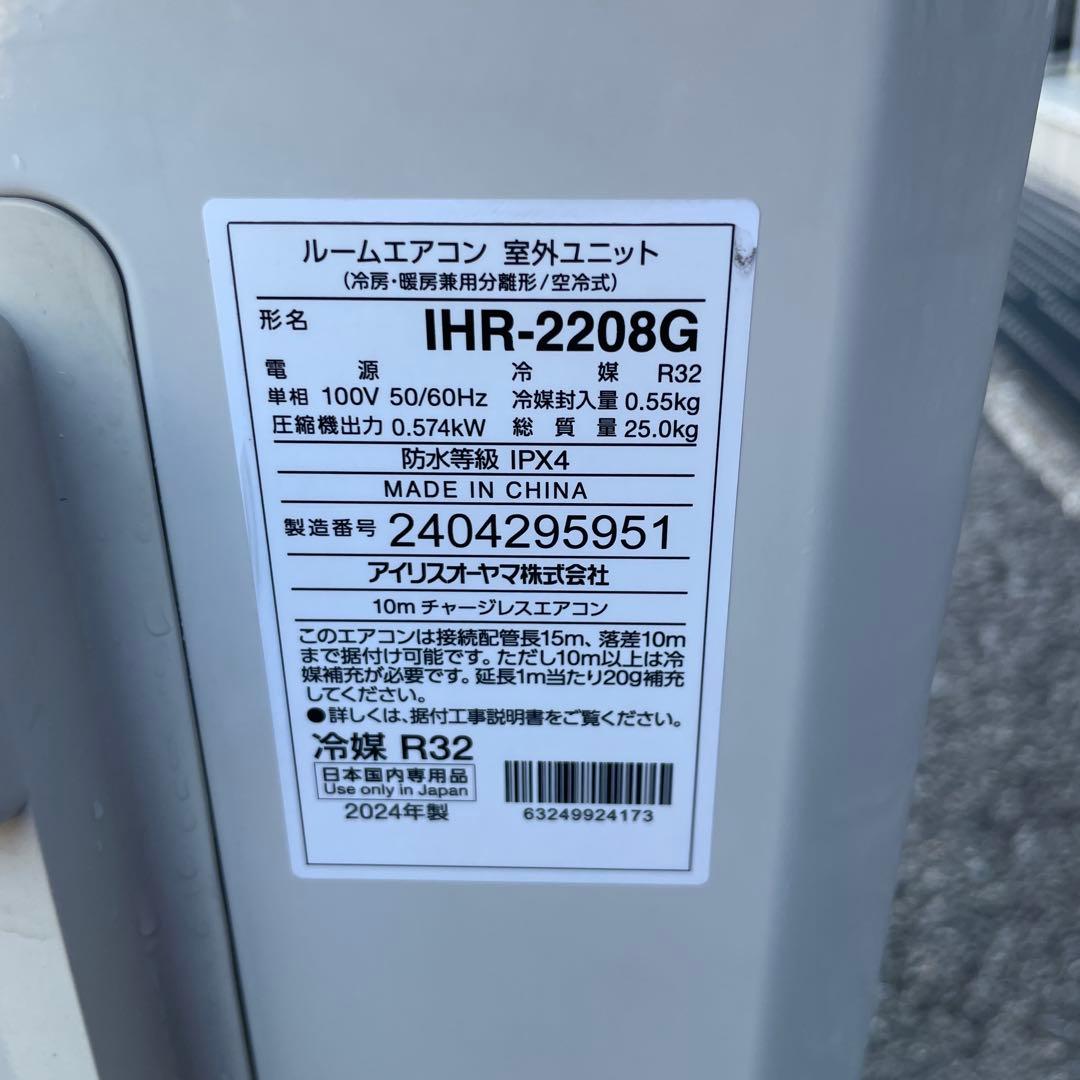 ルームエアコン 室外ユニット
(冷房・暖房兼用分離形/空冷式)
形名 IHR-2208G
電源 冷媒 R32
単相 100V 50/60Hz 冷媒封入量 0.55kg
圧縮機出力 0.574kW 総質量 25.0kg
防水等級 IPX4
MADE IN CHINA
製造番号 2404295951
アイリスオーヤマ株式会社
10mチャージレスエアコン
このエアコンは接続配管長15m、落差10m
まで据付け可能です。ただし10m以上は冷
媒補充が必要です。延長1m当たり20g補充
してください。
●詳しくは、据付工事説明書をご覧ください。
冷媒 R32
日本国内専用品
Use only in Japan
2024年製
63249924173